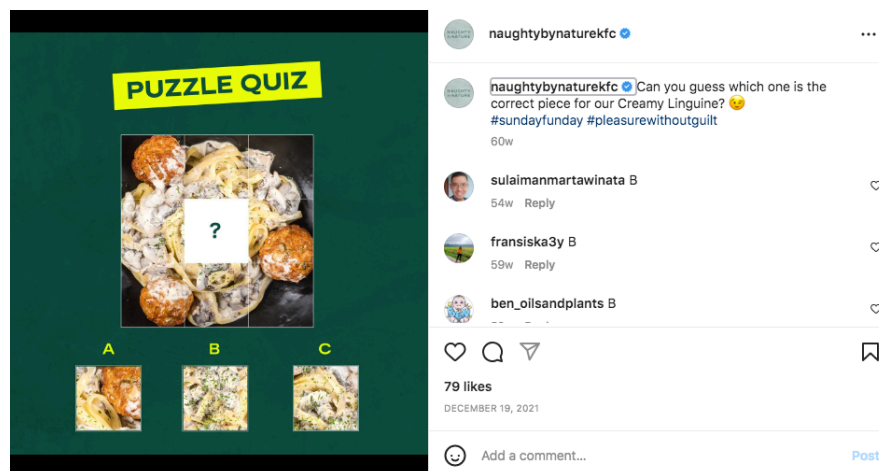 PUZZLE QUIZ
?
A B C
naughtybynaturekfc
naughtybynaturekfc Can you guess which one is the
correct piece for our Creamy Linguine? 😉
#sundayfunday #pleasurewithoutguilt
60w
sulaimanmartawinata B
54w Reply
fransiska3y B
59w Reply
ben_oilsandplants B
79 likes
DECEMBER 19, 2021
Add a comment...
Post